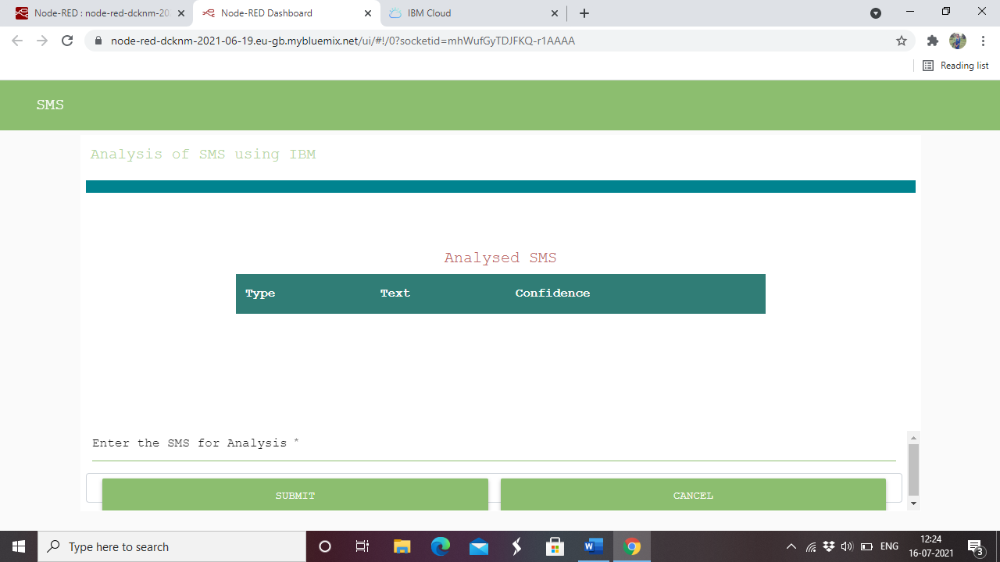 Node-RED : node-red-dcknm-20
Node-RED Dashboard
IBM Cloud
node-red-dcknm-2021-06-19.eu-gb.mybluemix.net/ui/#!/0?socketid=mhWufGyTDJFKQ-r1AAAA
Reading list
SMS
Analysis of SMS using IBM
Analysed SMS
Type Text Confidence
Enter the SMS for Analysis *
SUBMIT CANCEL
Type here to search
ENG
12:24
16-07-2021
3